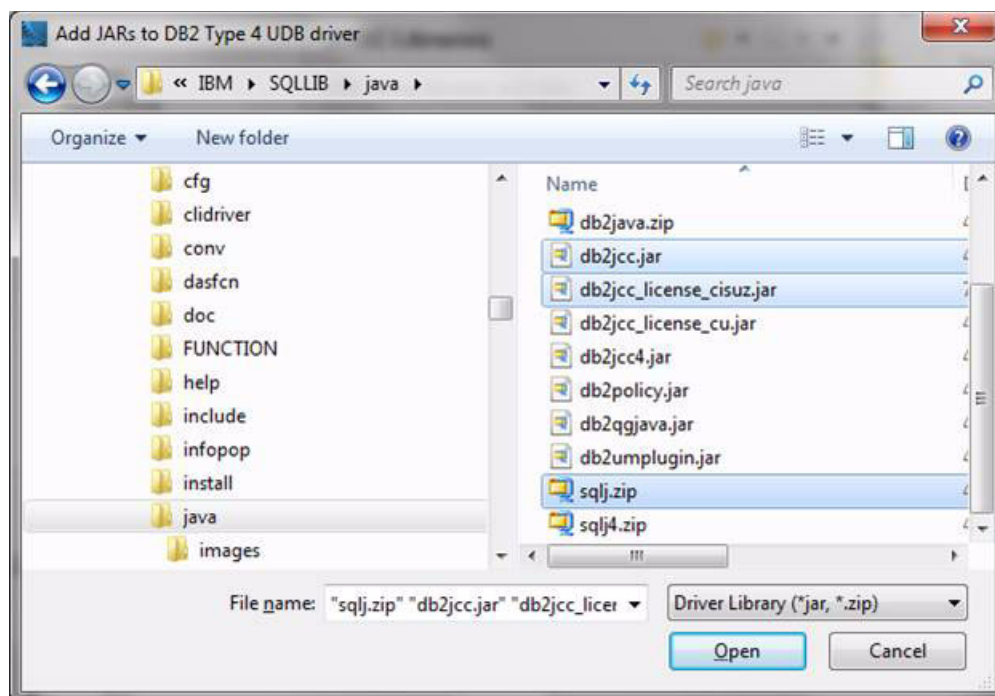 Add JARs to DB2 Type 4 UDB driver
« IBM ▸ SQLLIB ▸ java ▸
Search java
Organize
New folder
cfg
clidriver
conv
dasfcn
doc
FUNCTION
help
include
infopop
install
java
images
Name
db2java.zip
db2jcc.jar
db2jcc_license_cisuz.jar
db2jcc_license_cu.jar
db2jcc4.jar
db2policy.jar
db2qgjava.jar
db2umplugin.jar
sqlj.zip
sqlj4.zip
File name: "sqlj.zip" "db2jcc.jar" "db2jcc_licer
Driver Library (*jar, *.zip)
Open
Cancel